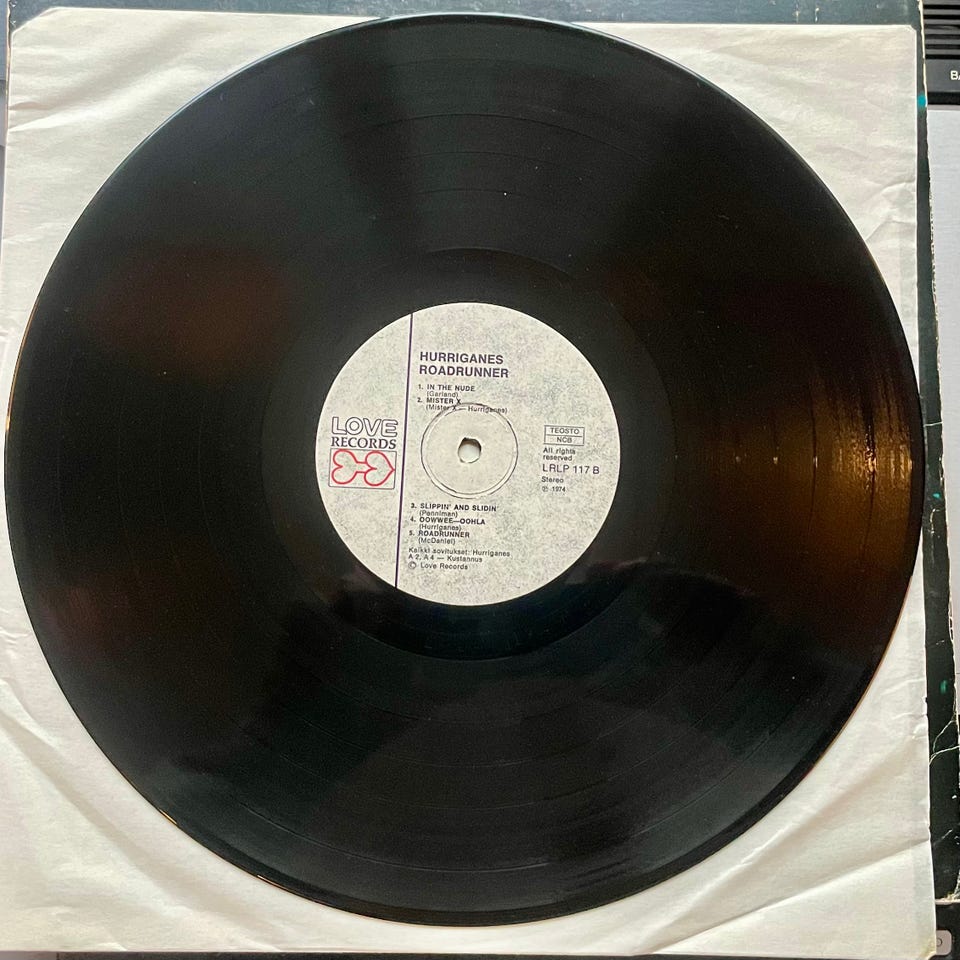 HURRIGANES
ROADRUNNER
1. IN THE NUDE
(Garland)
2. MISTER X
(Mister X — Hurriganes)
LOVE
RECORDS
TEOSTO
NCB
All rights
reserved
LRLP 117 B
Stereo
℗ 1974
3. SLIPPIN' AND SLIDIN'
(Penniman)
4. OOWWEE—OOHLA
(Hurriganes)
5. ROADRUNNER
(McDaniel)
Kaikki sovitukset: Hurriganes
A 2, A 4 — Kustannus
© Love Records